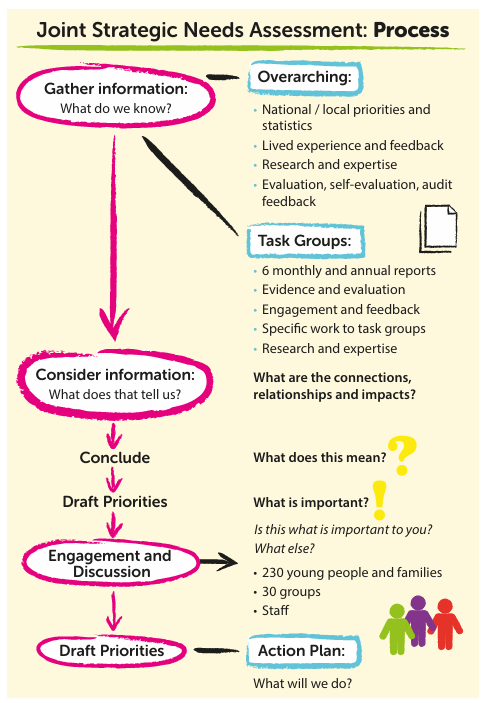 Joint Strategic Needs Assessment: Process
Gather information:
What do we know?
Overarching:
• National / local priorities and
statistics
• Lived experience and feedback
• Research and expertise
• Evaluation, self-evaluation, audit
feedback
Task Groups:
• 6 monthly and annual reports
• Evidence and evaluation
• Engagement and feedback
• Specific work to task groups
• Research and expertise
Consider information:
What does that tell us?
What are the connections,
relationships and impacts?
Conclude
What does this mean?
?
Draft Priorities
What is important?
!
Is this what is important to you?
What else?
Engagement and
Discussion
• 230 young people and families
• 30 groups
• Staff
Draft Priorities
Action Plan:
What will we do?